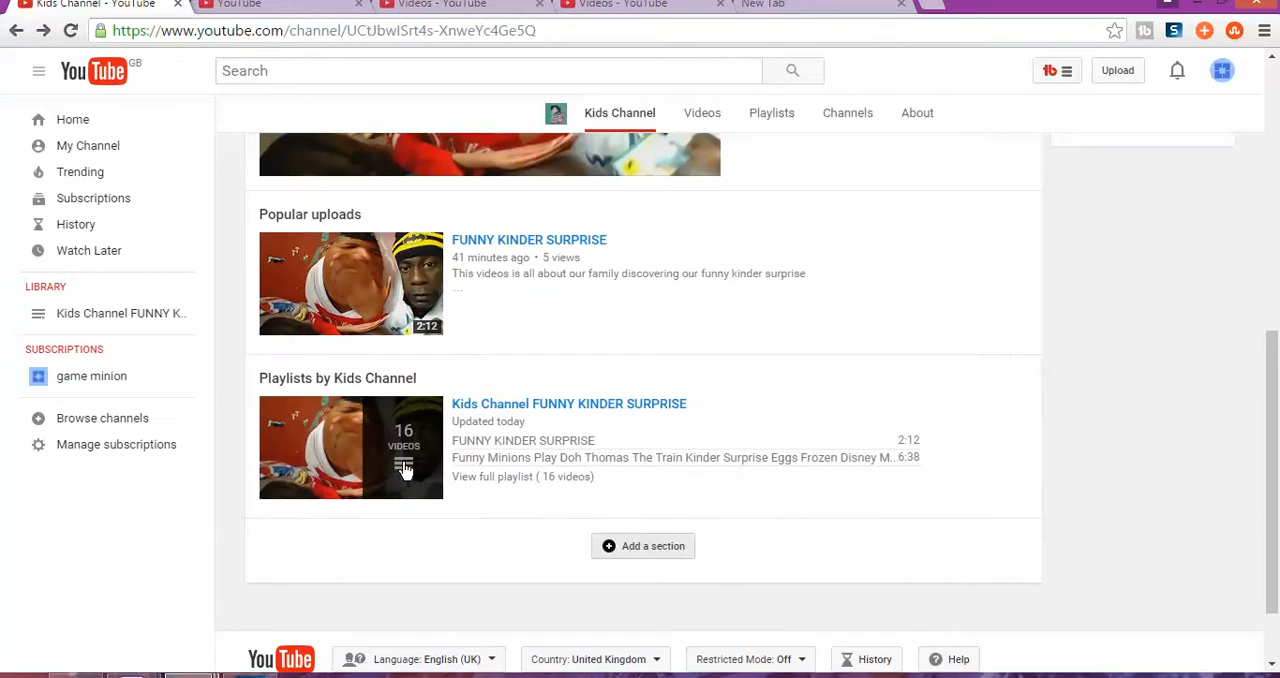 Kids Channel - YouTube
YouTube
Videos - YouTube
Videos - YouTube
New Tab
https://www.youtube.com/channel/UCtJbwISrt4s-XnweYc4Ge5Q
YouTube GB
Search
Upload
Kids Channel
Videos
Playlists
Channels
About
Home
My Channel
Trending
Subscriptions
History
Watch Later
LIBRARY
Kids Channel FUNNY K..
SUBSCRIPTIONS
game minion
Browse channels
Manage subscriptions
Popular uploads
FUNNY KINDER SURPRISE
41 minutes ago • 5 views
This videos is all about our family discovering our funny kinder surprise
...
2:12
Playlists by Kids Channel
16
VIDEOS
Kids Channel FUNNY KINDER SURPRISE
Updated today
FUNNY KINDER SURPRISE 2:12
Funny Minions Play Doh Thomas The Train Kinder Surprise Eggs Frozen Disney M... 6:38
View full playlist ( 16 videos)
Add a section
YouTube
Language: English (UK)
Country: United Kingdom
Restricted Mode: Off
History
Help